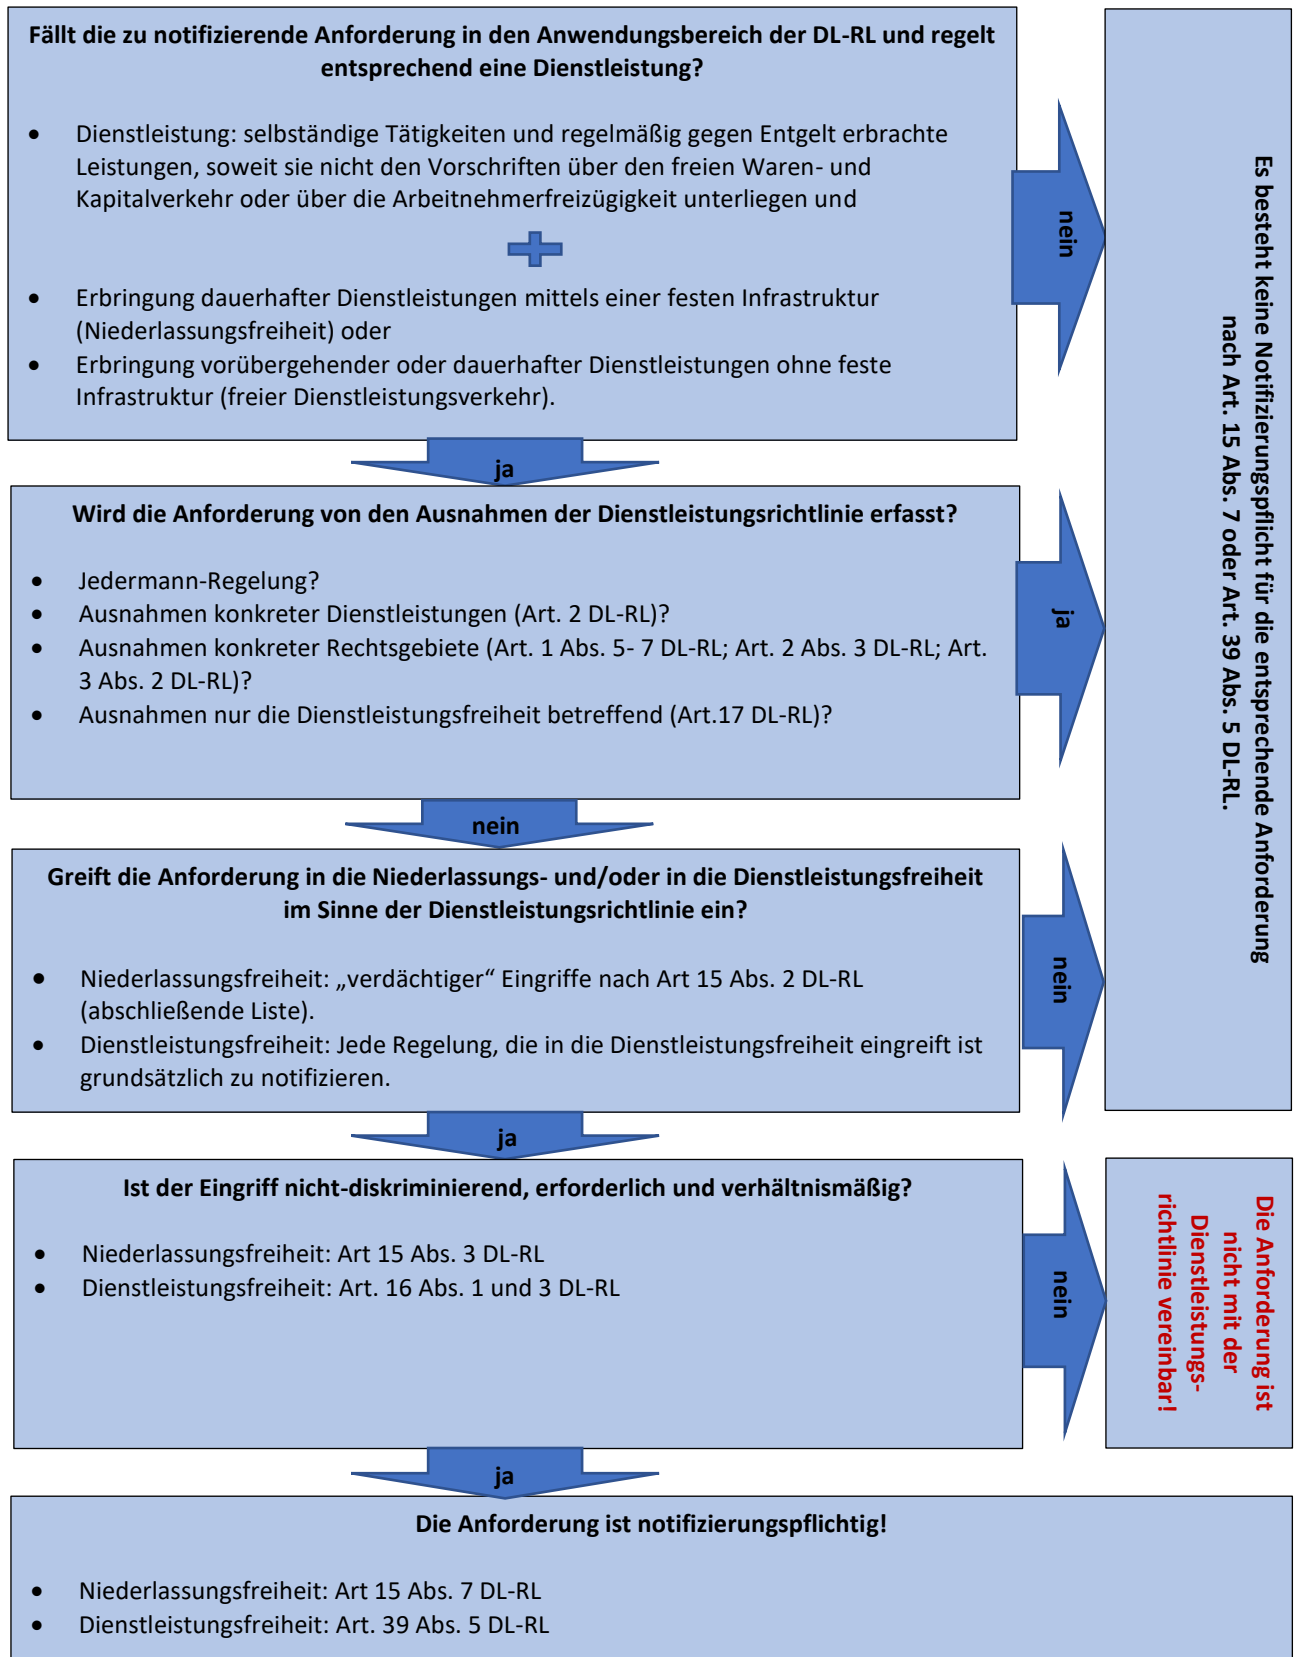 Fällt die zu notifizierende Anforderung in den Anwendungsbereich der DL-RL und regelt
entsprechend eine Dienstleistung?
• Dienstleistung: selbständige Tätigkeiten und regelmäßig gegen Entgelt erbrachte
Leistungen, soweit sie nicht den Vorschriften über den freien Waren- und
Kapitalverkehr oder über die Arbeitnehmerfreizügigkeit unterliegen und
• Erbringung dauerhafter Dienstleistungen mittels einer festen Infrastruktur
(Niederlassungsfreiheit) oder
• Erbringung vorübergehender oder dauerhafter Dienstleistungen ohne feste
Infrastruktur (freier Dienstleistungsverkehr).
nein
Es besteht keine Notifizierungspflicht für die entsprechende Anforderung
nach Art. 15 Abs. 7 oder Art. 39 Abs. 5 DL-RL.
ja
Wird die Anforderung von den Ausnahmen der Dienstleistungsrichtlinie erfasst?
• Jedermann-Regelung?
• Ausnahmen konkreter Dienstleistungen (Art. 2 DL-RL)?
• Ausnahmen konkreter Rechtsgebiete (Art. 1 Abs. 5- 7 DL-RL; Art. 2 Abs. 3 DL-RL; Art.
3 Abs. 2 DL-RL)?
• Ausnahmen nur die Dienstleistungsfreiheit betreffend (Art.17 DL-RL)?
ja
nein
Greift die Anforderung in die Niederlassungs- und/oder in die Dienstleistungsfreiheit
im Sinne der Dienstleistungsrichtlinie ein?
• Niederlassungsfreiheit: „verdächtiger“ Eingriffe nach Art 15 Abs. 2 DL-RL
(abschließende Liste).
• Dienstleistungsfreiheit: Jede Regelung, die in die Dienstleistungsfreiheit eingreift ist
grundsätzlich zu notifizieren.
nein
ja
Ist der Eingriff nicht-diskriminierend, erforderlich und verhältnismäßig?
• Niederlassungsfreiheit: Art 15 Abs. 3 DL-RL
• Dienstleistungsfreiheit: Art. 16 Abs. 1 und 3 DL-RL
nein
Die Anforderung ist
nicht mit der
Dienstleistungs-
richtlinie vereinbar!
ja
Die Anforderung ist notifizierungspflichtig!
• Niederlassungsfreiheit: Art 15 Abs. 7 DL-RL
• Dienstleistungsfreiheit: Art. 39 Abs. 5 DL-RL